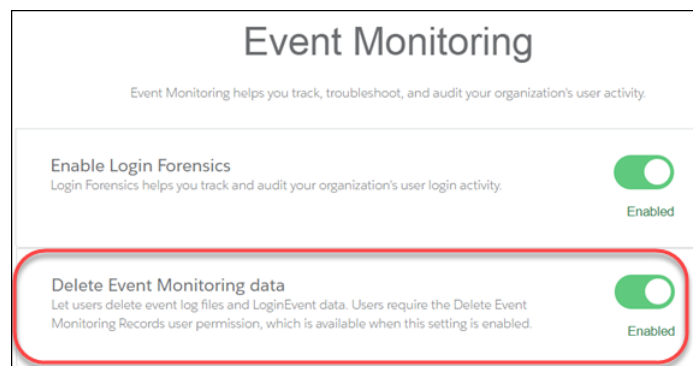 Event Monitoring
Event Monitoring helps you track, troubleshoot, and audit your organization's user activity.
Enable Login Forensics
Login Forensics helps you track and audit your organization's user login activity.
Enabled
Delete Event Monitoring data
Let users delete event log files and LoginEvent data. Users require the Delete Event
Monitoring Records user permission, which is available when this setting is enabled.
Enabled